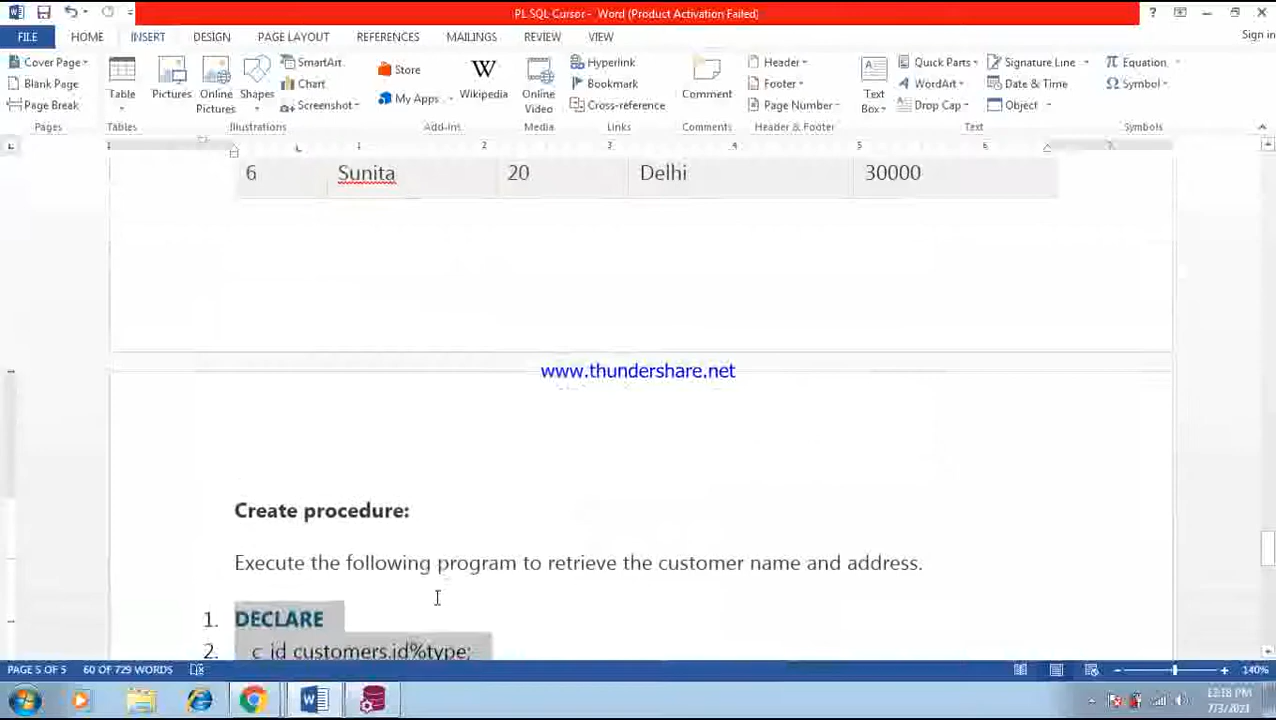 PL SQL Cursor - Word (Product Activation Failed)
FILE HOME INSERT DESIGN PAGE LAYOUT REFERENCES MAILINGS REVIEW VIEW Sign in
Cover Page
Blank Page
Page Break
Pages
Table
Tables
Pictures
Online Pictures
Shapes
SmartArt
Chart
Screenshot
Illustrations
Store
My Apps
Wikipedia
Add-Ins
Online Video
Media
Hyperlink
Bookmark
Cross-reference
Links
Comment
Comments
Header
Footer
Page Number
Header & Footer
Text Box
Quick Parts
WordArt
Drop Cap
Signature Line
Date & Time
Object
Text
Equation
Symbol
Symbols
6 Sunita 20 Delhi 30000
www.thundershare.net
Create procedure:
Execute the following program to retrieve the customer name and address.
1. DECLARE
2. c_id customers.id%type;
PAGE 5 OF 5 60 OF 729 WORDS 140%
12:18 PM
7/3/2021